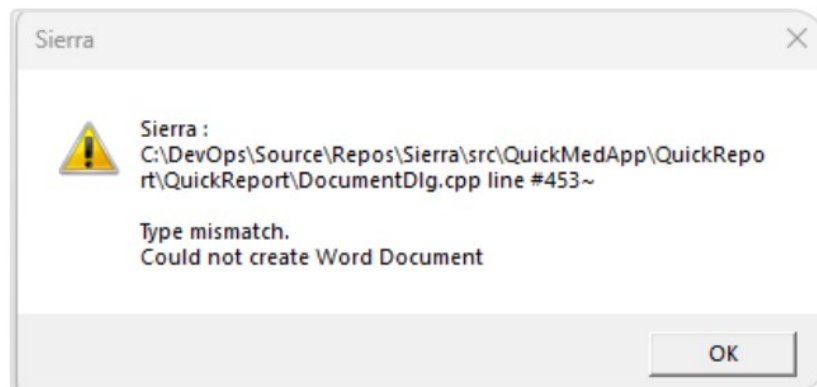 Sierra
Sierra :
C:\DevOps\Source\Repos\Sierra\src\QuickMedApp\QuickRepo
rt\QuickReport\DocumentDlg.cpp line #453~
Type mismatch.
Could not create Word Document
OK